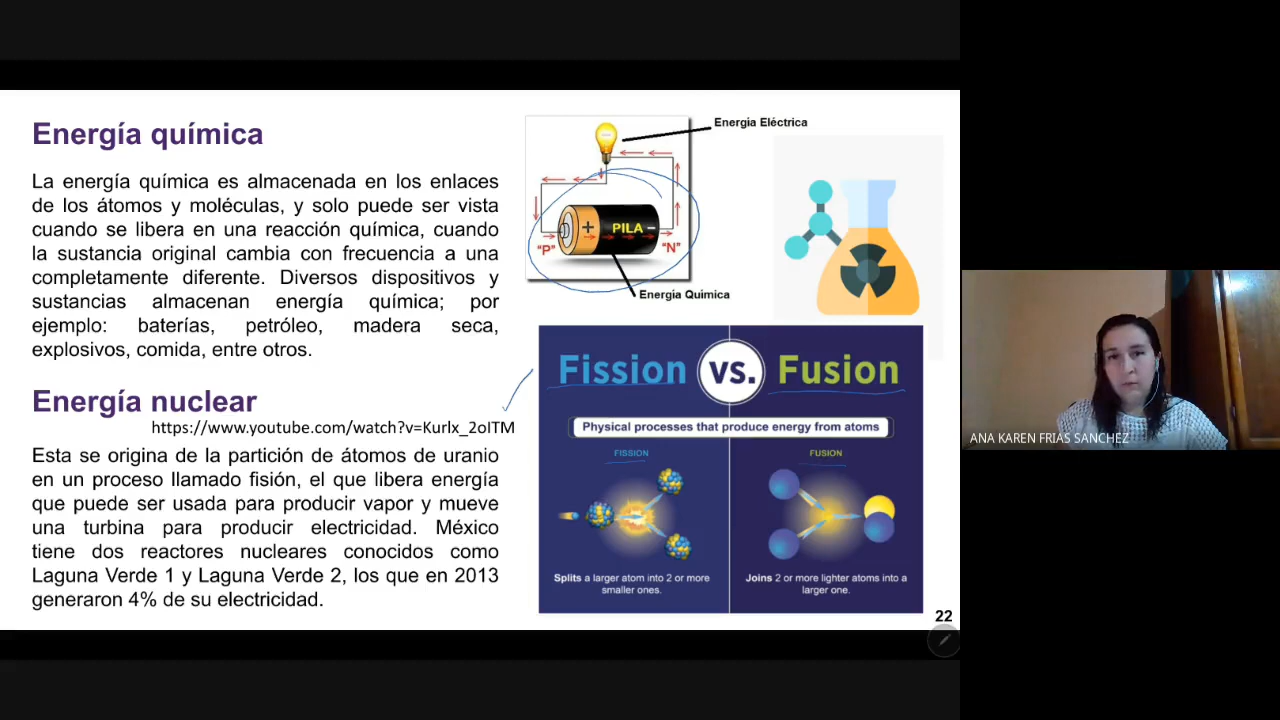 Energía química
La energía química es almacenada en los enlaces
de los átomos y moléculas, y solo puede ser vista
cuando se libera en una reacción química, cuando
la sustancia original cambia con frecuencia a una
completamente diferente. Diversos dispositivos y
sustancias almacenan energía química; por
ejemplo: baterías, petróleo, madera seca,
explosivos, comida, entre otros.
Energía nuclear
https://www.youtube.com/watch?v=KurIx_2oITM
Esta se origina de la partición de átomos de uranio
en un proceso llamado fisión, el que libera energía
que puede ser usada para producir vapor y mueve
una turbina para producir electricidad. México
tiene dos reactores nucleares conocidos como
Laguna Verde 1 y Laguna Verde 2, los que en 2013
generaron 4% de su electricidad.
Energia Eléctrica
+ PILA −
"P" "N"
Energia Quimica
Fission vs. Fusion
Physical processes that produce energy from atoms
FISSION
Splits a larger atom into 2 or more
smaller ones.
FUSION
Joins 2 or more lighter atoms into a
larger one.
22
ANA KAREN FRIAS SANCHEZ